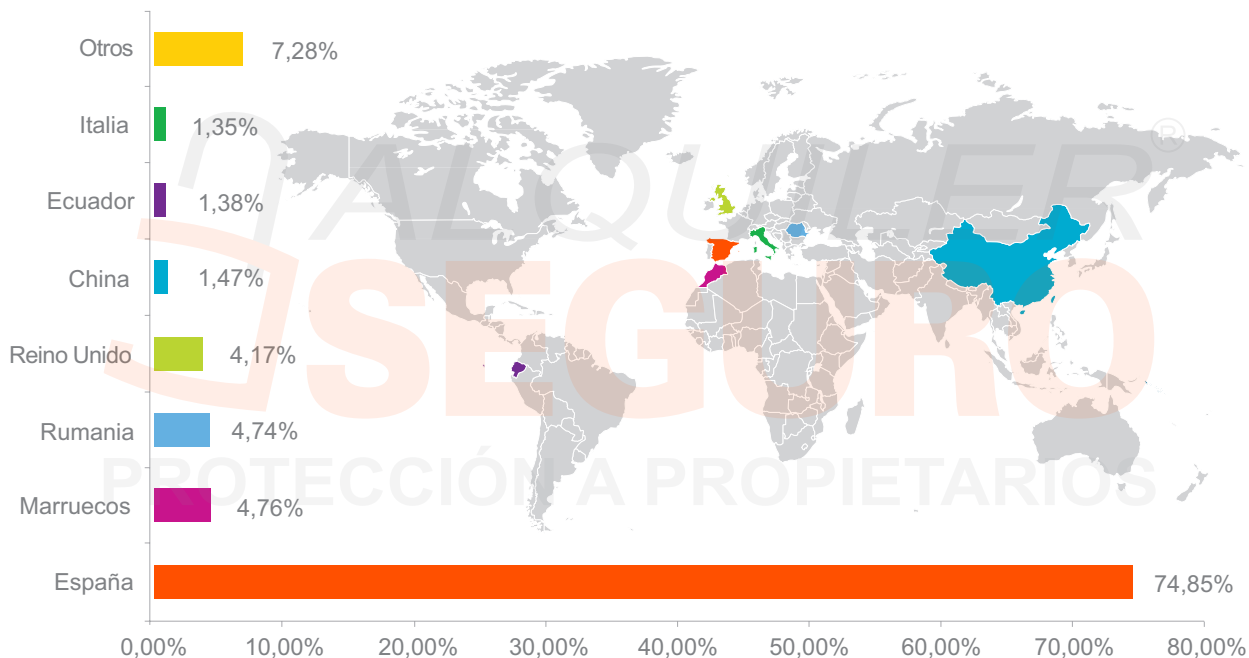 Otros 7,28%
Italia 1,35%
Ecuador 1,38%
China 1,47%
Reino Unido 4,17%
Rumania 4,74%
Marruecos 4,76%
España 74,85%
0,00% 10,00% 20,00% 30,00% 40,00% 50,00% 60,00% 70,00% 80,00%
ALQUILER ®
SEGURO
PROTECCIÓN A PROPIETARIOS